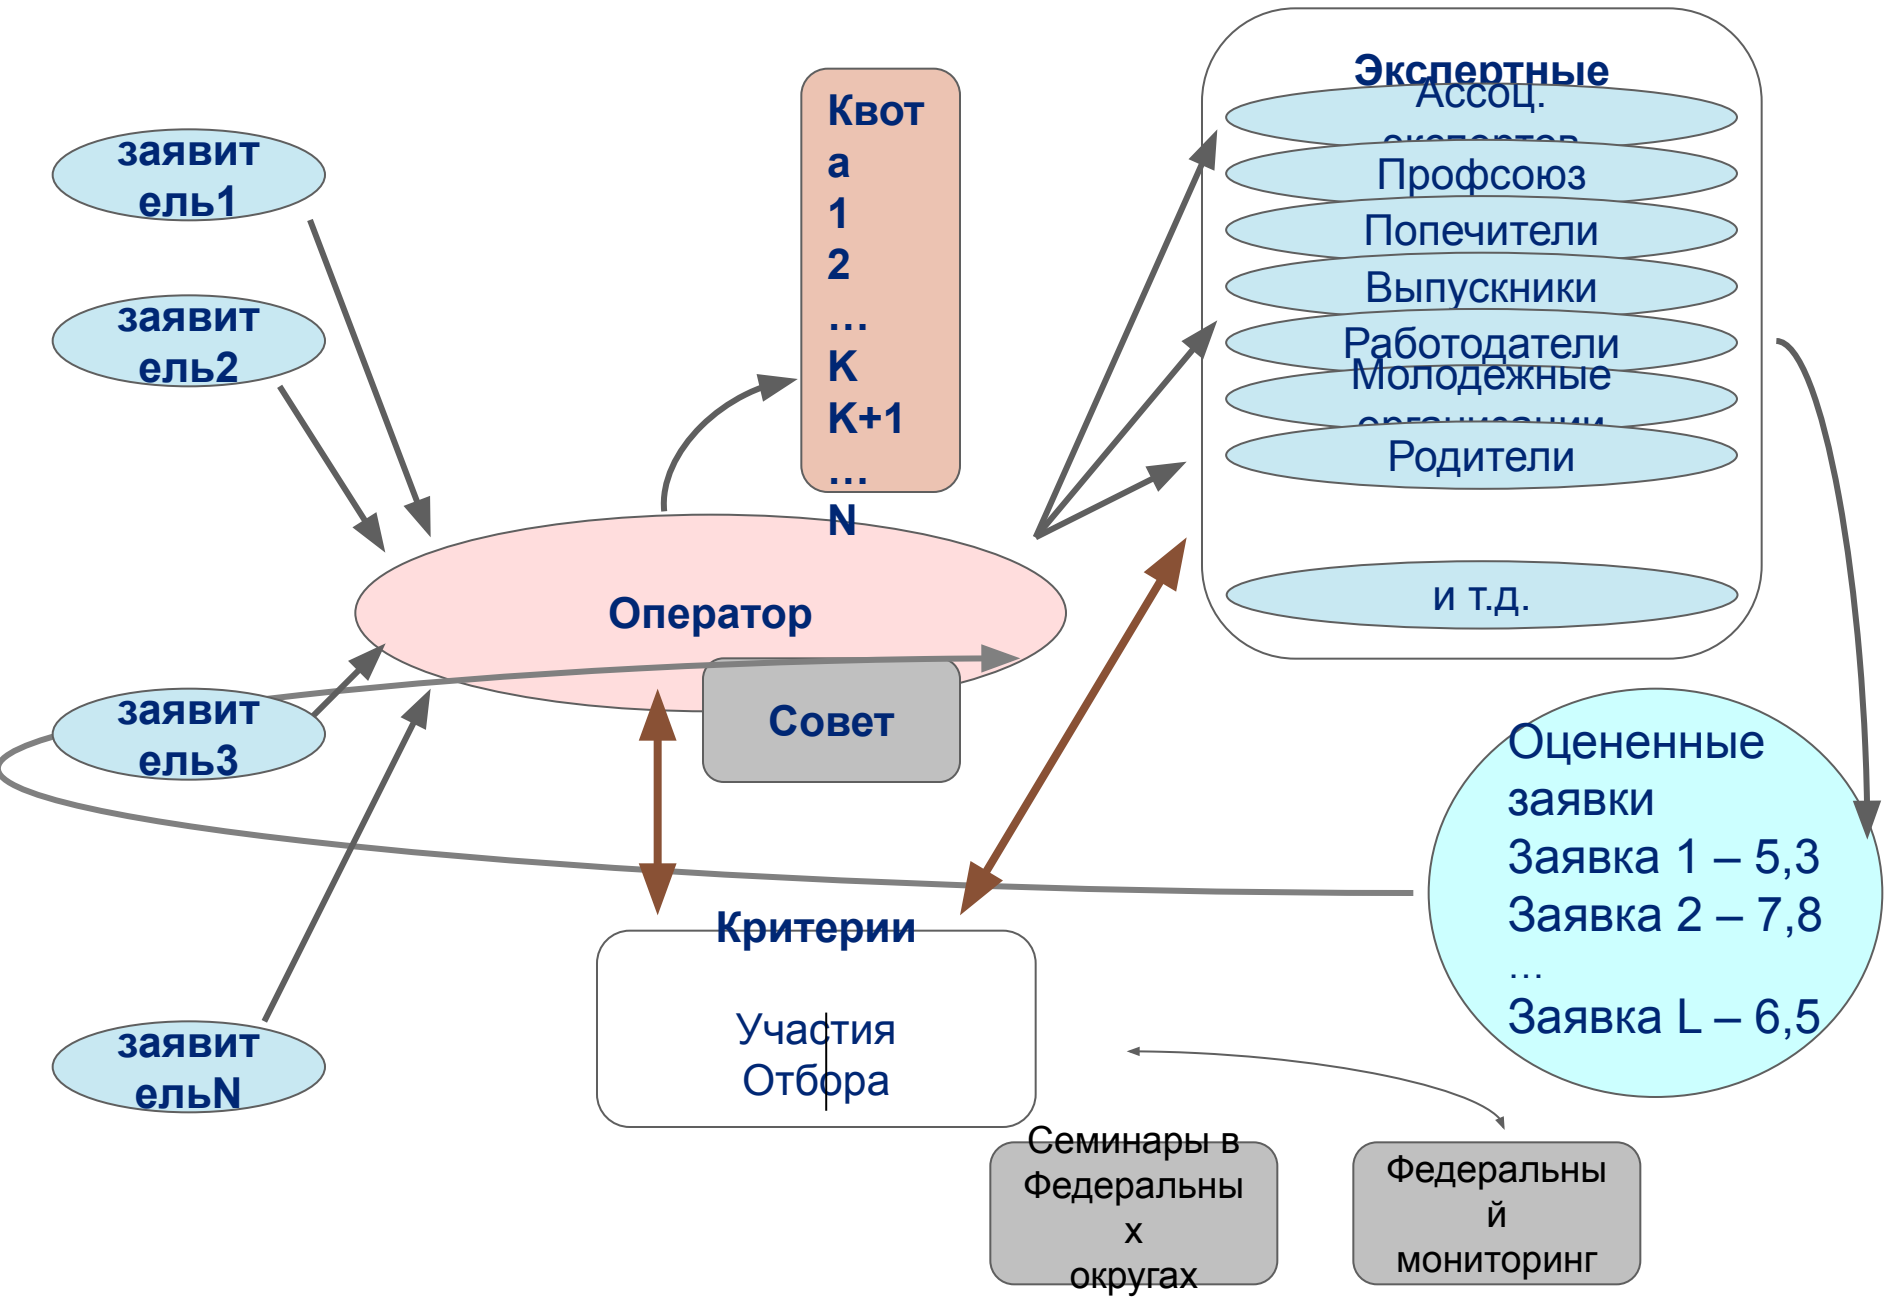 заявит
ель1
заявит
ель2
заявит
ель3
заявит
ельN
Квот
а
1
2
…
K
K+1
…
N
Оператор
Совет
Критерии
Участия
Отбора
Экспертные
Ассоц.
экспертов
Профсоюз
Попечители
Выпускники
Работодатели
Молодежные
организации
Родители
и т.д.
Оцененные
заявки
Заявка 1 – 5,3
Заявка 2 – 7,8
…
Заявка L – 6,5
Семинары в
Федеральны
х
округах
Федеральны
й
мониторинг